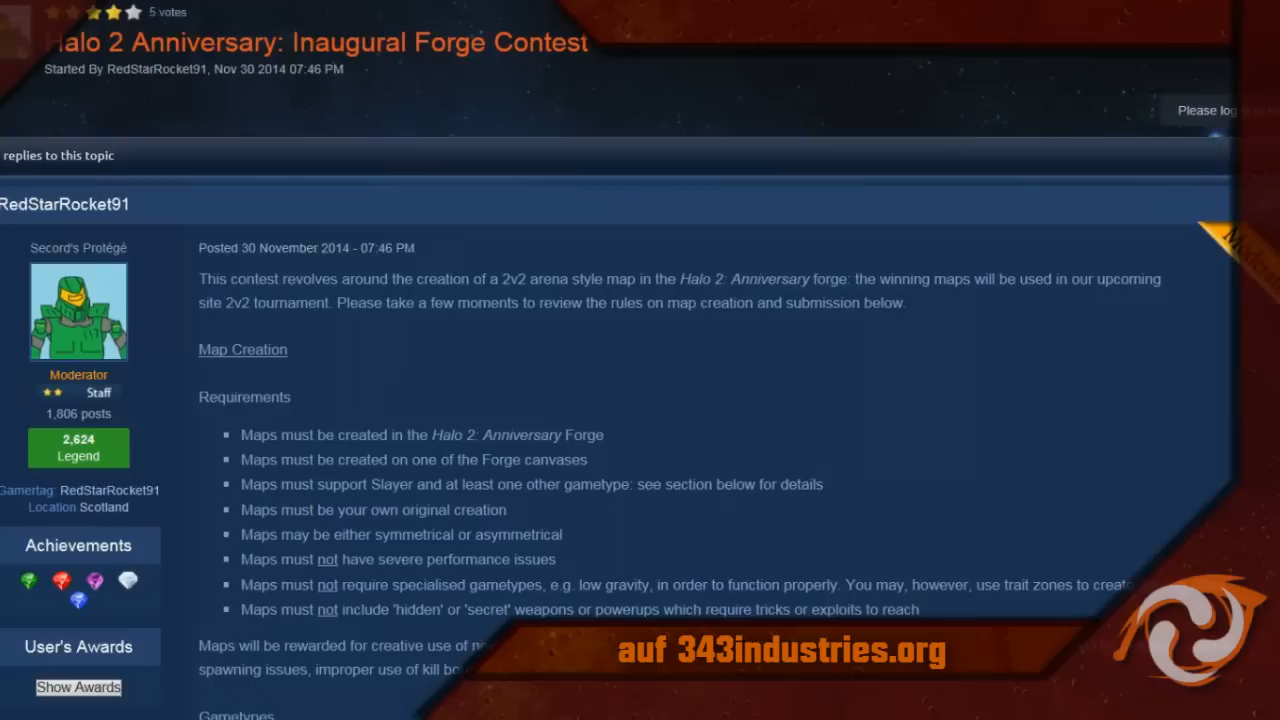 5 votes
Halo 2 Anniversary: Inaugural Forge Contest
Started By RedStarRocket91, Nov 30 2014 07:46 PM
Please log
replies to this topic
RedStarRocket91
Secord's Protégé
Posted 30 November 2014 - 07:46 PM
This contest revolves around the creation of a 2v2 arena style map in the Halo 2: Anniversary forge: the winning maps will be used in our upcoming
site 2v2 tournament. Please take a few moments to review the rules on map creation and submission below.
Map Creation
Moderator
Staff
1,806 posts
2,624
Legend
Gamertag: RedStarRocket91
Location Scotland
Achievements
User's Awards
Show Awards
Requirements
Maps must be created in the Halo 2: Anniversary Forge
Maps must be created on one of the Forge canvases
Maps must support Slayer and at least one other gametype: see section below for details
Maps must be your own original creation
Maps may be either symmetrical or asymmetrical
Maps must not have severe performance issues
Maps must not require specialised gametypes, e.g. low gravity, in order to function properly. You may, however, use trait zones to create
Maps must not include 'hidden' or 'secret' weapons or powerups which require tricks or exploits to reach
Maps will be rewarded for creative use of
spawning issues, improper use of kill
Gametypes
auf 343industries.org